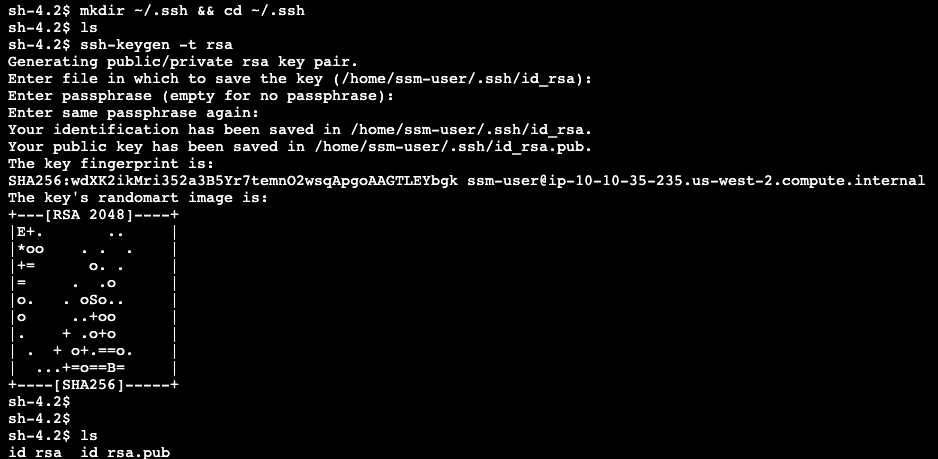 sh-4.2$ mkdir ~/.ssh && cd ~/.ssh
sh-4.2$ ls
sh-4.2$ ssh-keygen -t rsa
Generating public/private rsa key pair.
Enter file in which to save the key (/home/ssm-user/.ssh/id_rsa):
Enter passphrase (empty for no passphrase):
Enter same passphrase again:
Your identification has been saved in /home/ssm-user/.ssh/id_rsa.
Your public key has been saved in /home/ssm-user/.ssh/id_rsa.pub.
The key fingerprint is:
SHA256:wdXK2ikMri352a3B5Yr7temnO2wsqApgoAAGTLEYbgk ssm-user@ip-10-10-35-235.us-west-2.compute.internal
The key's randomart image is:
+---[RSA 2048]----+
|E+.       ..     |
|*oo    . .  .    |
|+=      o. .     |
|=     .  .o      |
|o.   . oSo..     |
|o     ..+oo      |
|.    + .o+o      |
| .  + o+.==o.    |
|  ...+=o==B=     |
+----[SHA256]-----+
sh-4.2$
sh-4.2$
sh-4.2$ ls
id_rsa  id_rsa.pub